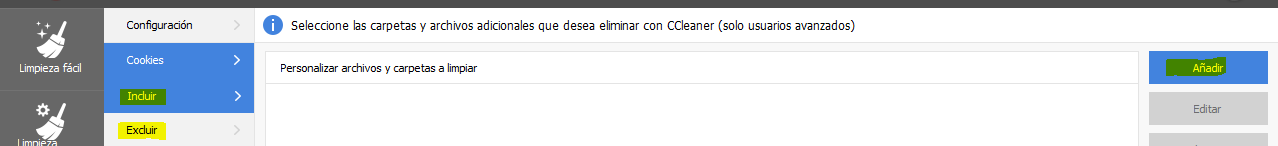 Configuración
Seleccione las carpetas y archivos adicionales que desea eliminar con CCleaner (solo usuarios avanzados)
Limpieza fácil
Cookies
Personalizar archivos y carpetas a limpiar
Añadir
Incluir
Editar
Excluir
Limpieza